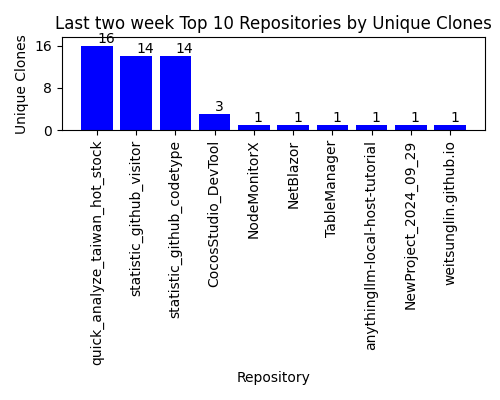 Last two week Top 10 Repositories by Unique Clones
Unique Clones
16
8
0
16
14
14
3
1
1
1
1
1
1
quick_analyze_taiwan_hot_stock
statistic_github_visitor
statistic_github_codetype
CocosStudio_DevTool
NodeMonitorX
NetBlazor
TableManager
anythingllm-local-host-tutorial
NewProject_2024_09_29
weitsunglin.github.io
Repository